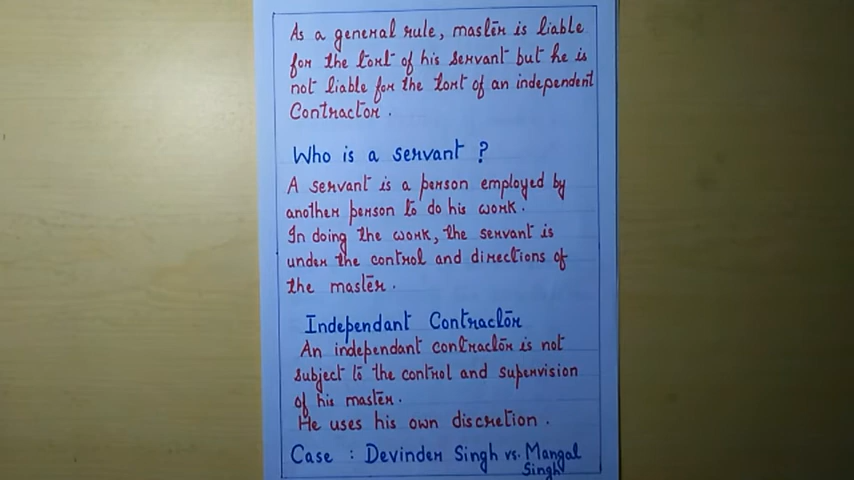 As a general rule, master is liable
for the tort of his servant but he is
not liable for the tort of an independent
Contractor.
Who is a servant ?
A servant is a person employed by
another person to do his work.
In doing the work, the servant is
under the control and directions of
the master.
Independant Contractor
An independant contractor is not
subject to the control and supervision
of his master.
He uses his own discretion.
Case : Devinder Singh vs. Mangal
Singh